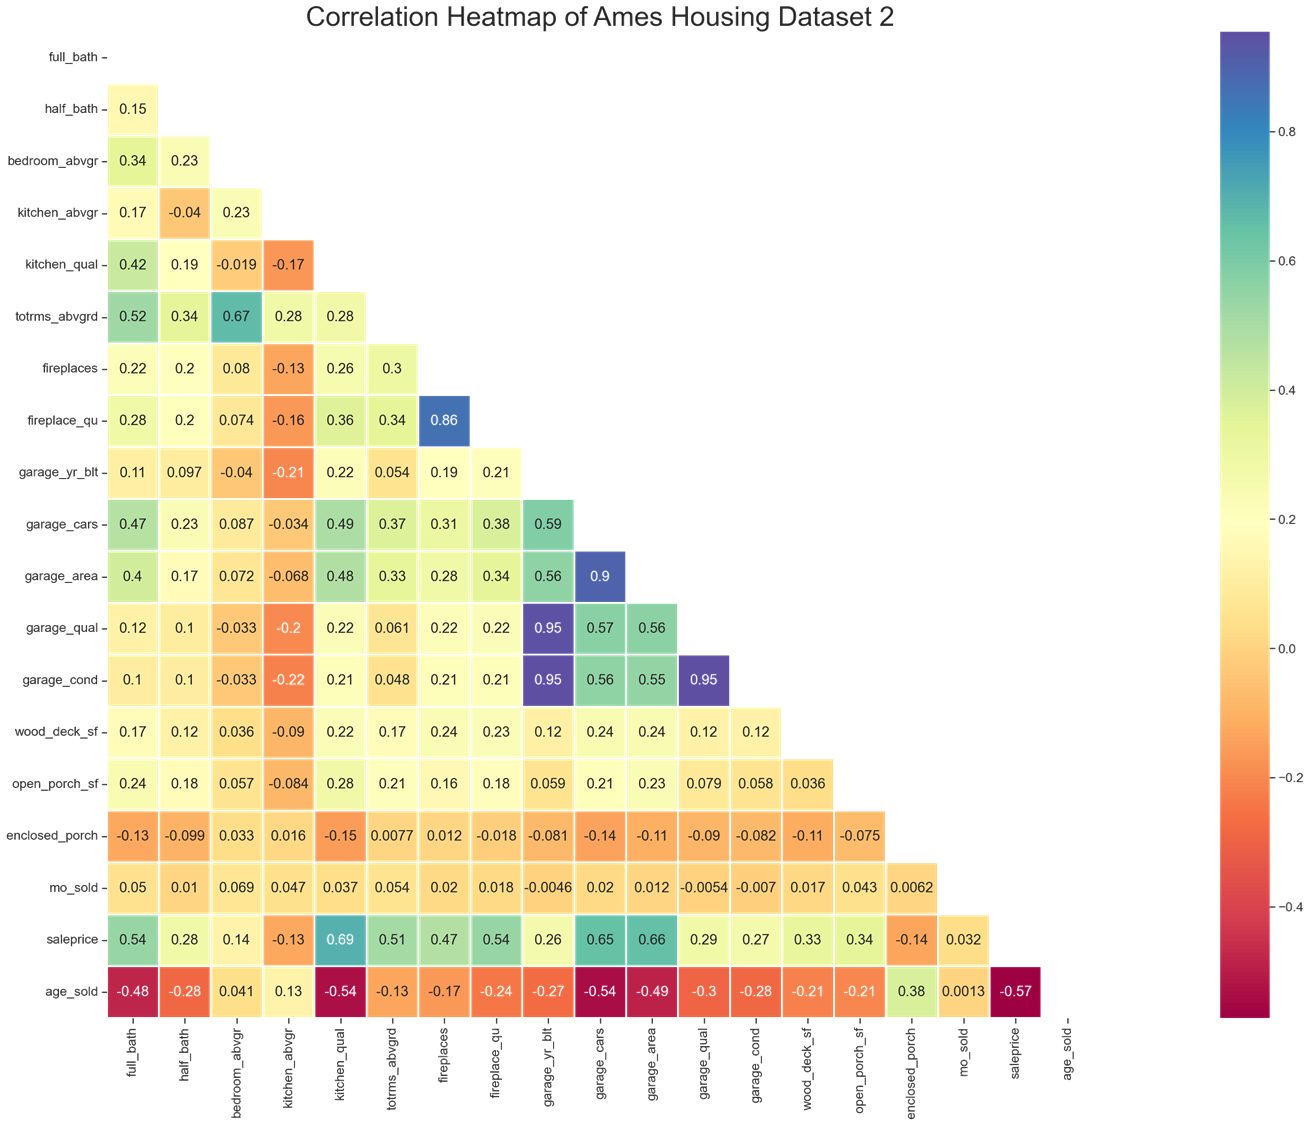 Correlation Heatmap of Ames Housing Dataset 2
full_bath
half_bath 0.15
bedroom_abvgr 0.34 0.23
0.8
kitchen_abvgr 0.17 -0.04 0.23
kitchen_qual 0.42 0.19 -0.019 -0.17
0.6
totrms_abvgrd 0.52 0.34 0.67 0.28 0.28
fireplaces 0.22 0.2 0.08 -0.13 0.26 0.3
0.4
fireplace_qu 0.28 0.2 0.074 -0.16 0.36 0.34 0.86
garage_yr_blt 0.11 0.097 -0.04 -0.21 0.22 0.054 0.19 0.21
garage_cars 0.47 0.23 0.087 -0.034 0.49 0.37 0.31 0.38 0.59
0.2
garage_area 0.4 0.17 0.072 -0.068 0.48 0.33 0.28 0.34 0.56 0.9
garage_qual 0.12 0.1 -0.033 -0.2 0.22 0.061 0.22 0.22 0.95 0.57 0.56
0.0
garage_cond 0.1 0.1 -0.033 -0.22 0.21 0.048 0.21 0.21 0.95 0.56 0.55 0.95
wood_deck_sf 0.17 0.12 0.036 -0.09 0.22 0.17 0.24 0.23 0.12 0.24 0.24 0.12 0.12
−0.2
open_porch_sf 0.24 0.18 0.057 -0.084 0.28 0.21 0.16 0.18 0.059 0.21 0.23 0.079 0.058 0.036
enclosed_porch -0.13 -0.099 0.033 0.016 -0.15 0.0077 0.012 -0.018 -0.081 -0.14 -0.11 -0.09 -0.082 -0.11 -0.075
mo_sold 0.05 0.01 0.069 0.047 0.037 0.054 0.02 0.018 -0.0046 0.02 0.012 -0.0054 -0.007 0.017 0.043 0.0062
−0.4
saleprice 0.54 0.28 0.14 -0.13 0.69 0.51 0.47 0.54 0.26 0.65 0.66 0.29 0.27 0.33 0.34 -0.14 0.032
age_sold -0.48 -0.28 0.041 0.13 -0.54 -0.13 -0.17 -0.24 -0.27 -0.54 -0.49 -0.3 -0.28 -0.21 -0.21 0.38 0.0013 -0.57
full_bath
half_bath
bedroom_abvgr
kitchen_abvgr
kitchen_qual
totrms_abvgrd
fireplaces
fireplace_qu
garage_yr_blt
garage_cars
garage_area
garage_qual
garage_cond
wood_deck_sf
open_porch_sf
enclosed_porch
mo_sold
saleprice
age_sold